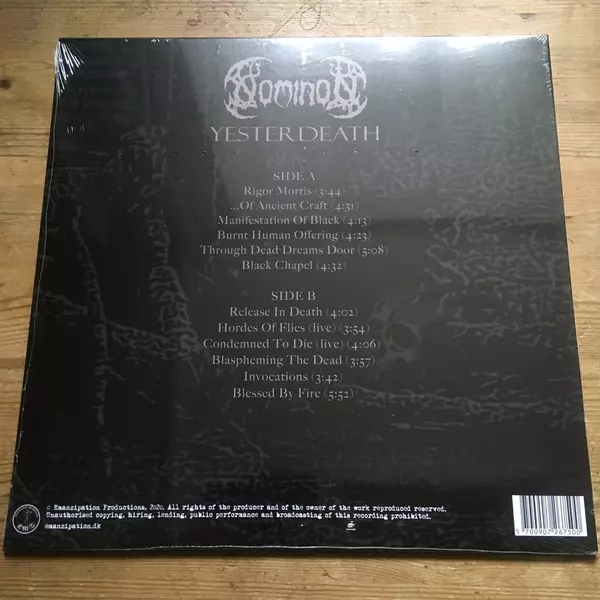 Nominon
YESTERDEATH
SIDE A
Rigor Mortis (3:44)
...Of Ancient Craft (4:31)
Manifestation Of Black (4:13)
Burnt Human Offering (4:23)
Through Dead Dreams Door (5:08)
Black Chapel (4:32)
SIDE B
Release In Death (4:02)
Hordes Of Flies (live) (3:54)
Condemned To Die (live) (4:06)
Blaspheming The Dead (3:57)
Invocations (3:42)
Blessed By Fire (5:52)
© Emanzipation Productions, 2020. All rights of the producer and of the owner of the work reproduced reserved.
Unauthorised copying, hiring, lending, public performance and broadcasting of this recording prohibited.
emanzipation.dk
5 700907 267500